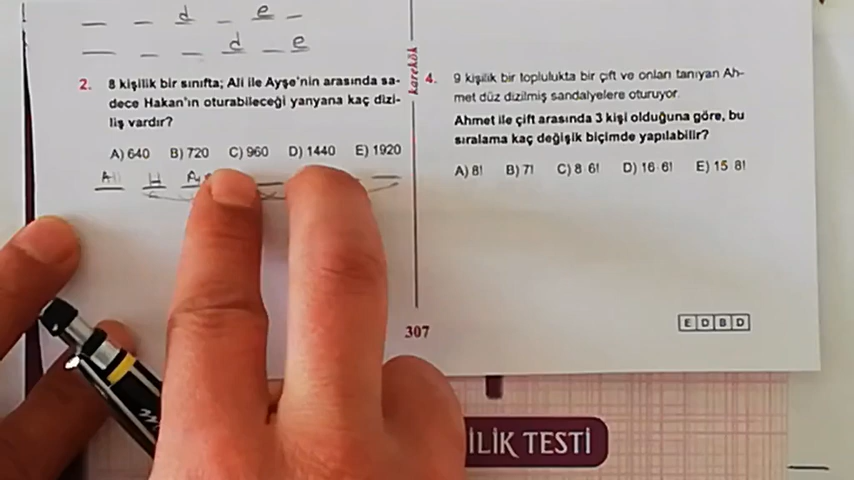 d e
d e
2. 8 kişilik bir sınıfta; Ali ile Ayşe'nin arasında sa-
dece Hakan'ın oturabileceği yanyana kaç dizi-
liş vardır?
A) 640 B) 720 C) 960 D) 1440 E) 1920
Ali H Ayş
karekök
4. 9 kişilik bir toplulukta bir çift ve onları tanıyan Ah-
met düz dizilmiş sandalyelere oturuyor.
Ahmet ile çift arasında 3 kişi olduğuna göre, bu
sıralama kaç değişik biçimde yapılabilir?
A) 8! B) 7! C) 8 6! D) 16 6! E) 15 8!
E D B D
307
İLİK TESTİ